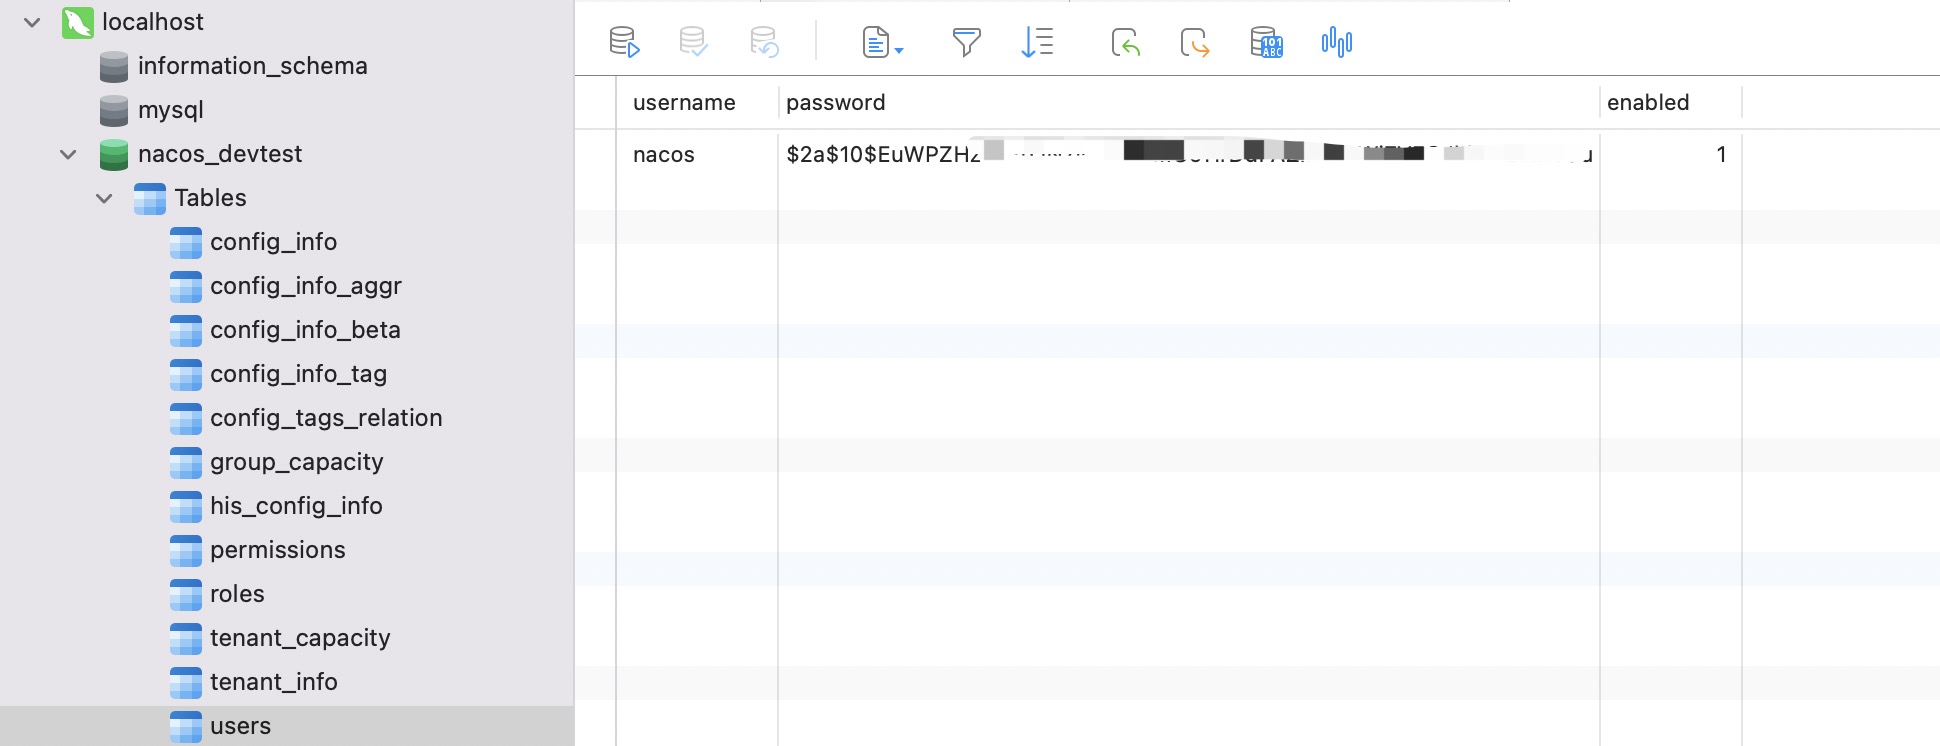 localhost
information_schema
mysql
nacos_devtest
Tables
config_info
config_info_aggr
config_info_beta
config_info_tag
config_tags_relation
group_capacity
his_config_info
permissions
roles
tenant_capacity
tenant_info
users
username password enabled
nacos $2a$10$EuWPZHz 1